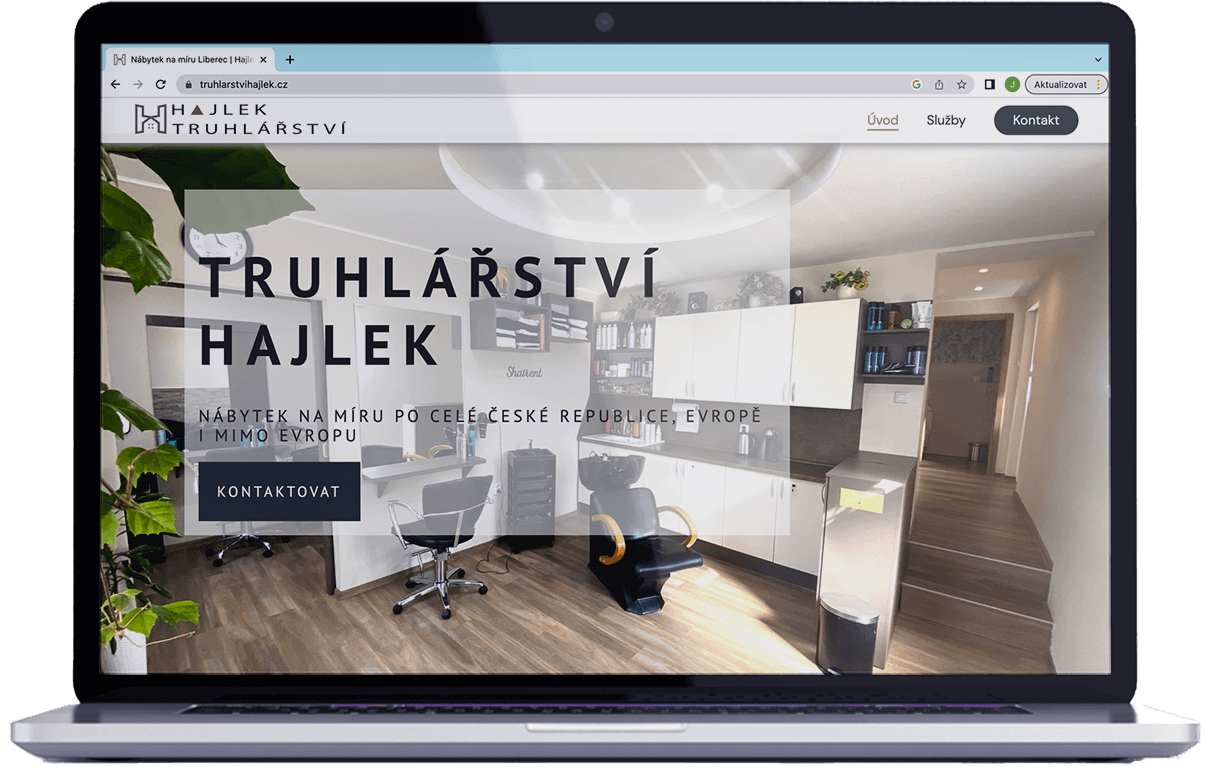 Nábytek na míru Liberec | Hajle
truhlarstvihajlek.cz
G
J
Aktualizovat
HAJLEK
TRUHLÁŘSTVÍ
Úvod
Služby
Kontakt
TRUHLÁŘSTVÍ
HAJLEK
Shairent
NÁBYTEK NA MÍRU PO CELÉ ČESKÉ REPUBLICE, EVROPĚ
I MIMO EVROPU
KONTAKTOVAT